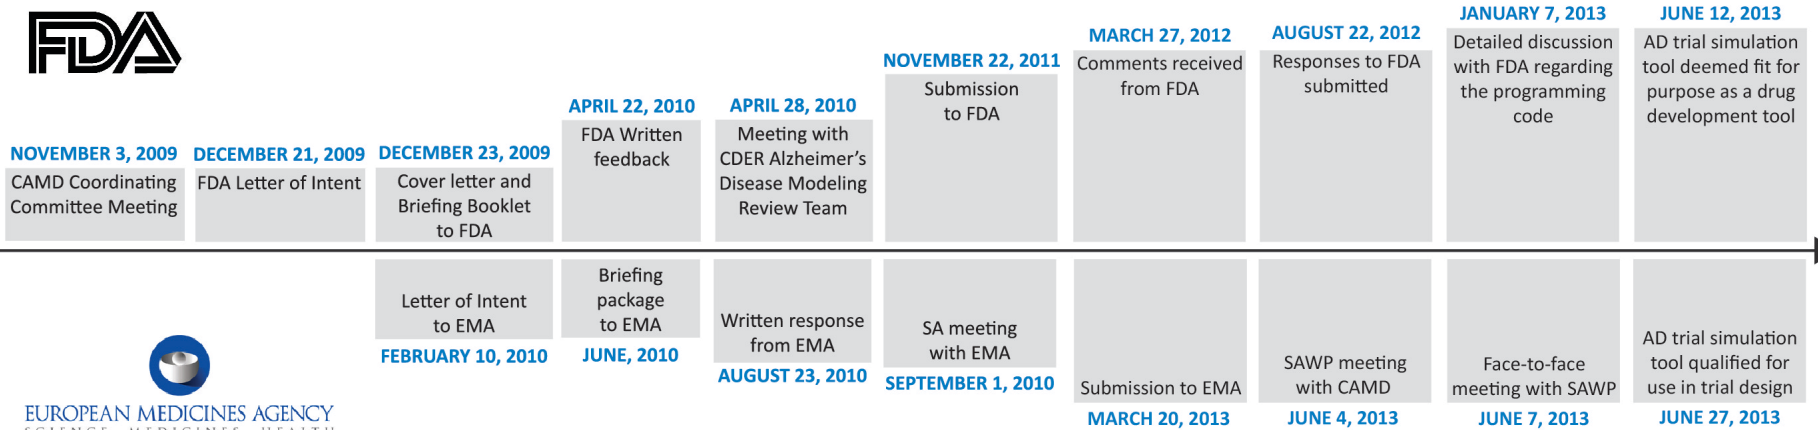 FDA
NOVEMBER 3, 2009
CAMD Coordinating
Committee Meeting
DECEMBER 21, 2009
FDA Letter of Intent
DECEMBER 23, 2009
Cover letter and
Briefing Booklet
to FDA
APRIL 22, 2010
FDA Written
feedback
APRIL 28, 2010
Meeting with
CDER Alzheimer’s
Disease Modeling
Review Team
NOVEMBER 22, 2011
Submission
to FDA
MARCH 27, 2012
Comments received
from FDA
AUGUST 22, 2012
Responses to FDA
submitted
JANUARY 7, 2013
Detailed discussion
with FDA regarding
the programming
code
JUNE 12, 2013
AD trial simulation
tool deemed fit for
purpose as a drug
development tool
EUROPEAN MEDICINES AGENCY
SCIENCE MEDICINES HEALTH
Letter of Intent
to EMA
FEBRUARY 10, 2010
Briefing
package
to EMA
JUNE, 2010
Written response
from EMA
AUGUST 23, 2010
SA meeting
with EMA
SEPTEMBER 1, 2010
Submission to EMA
MARCH 20, 2013
SAWP meeting
with CAMD
JUNE 4, 2013
Face-to-face
meeting with SAWP
JUNE 7, 2013
AD trial simulation
tool qualified for
use in trial design
JUNE 27, 2013